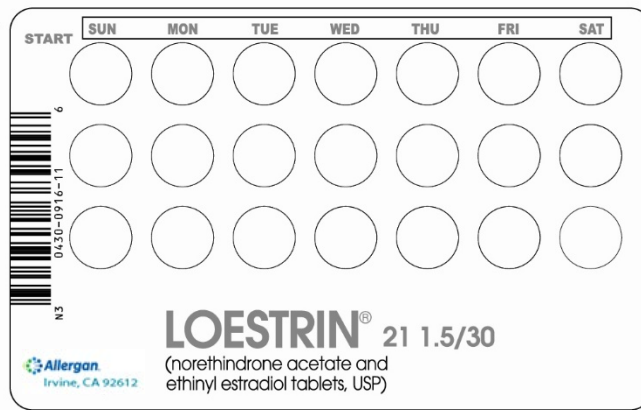 START SUN MON TUE WED THU FRI SAT
6
0430-0916-11
N3
LOESTRIN® 21 1.5/30
(norethindrone acetate and
ethinyl estradiol tablets, USP)
Allergan
Irvine, CA 92612